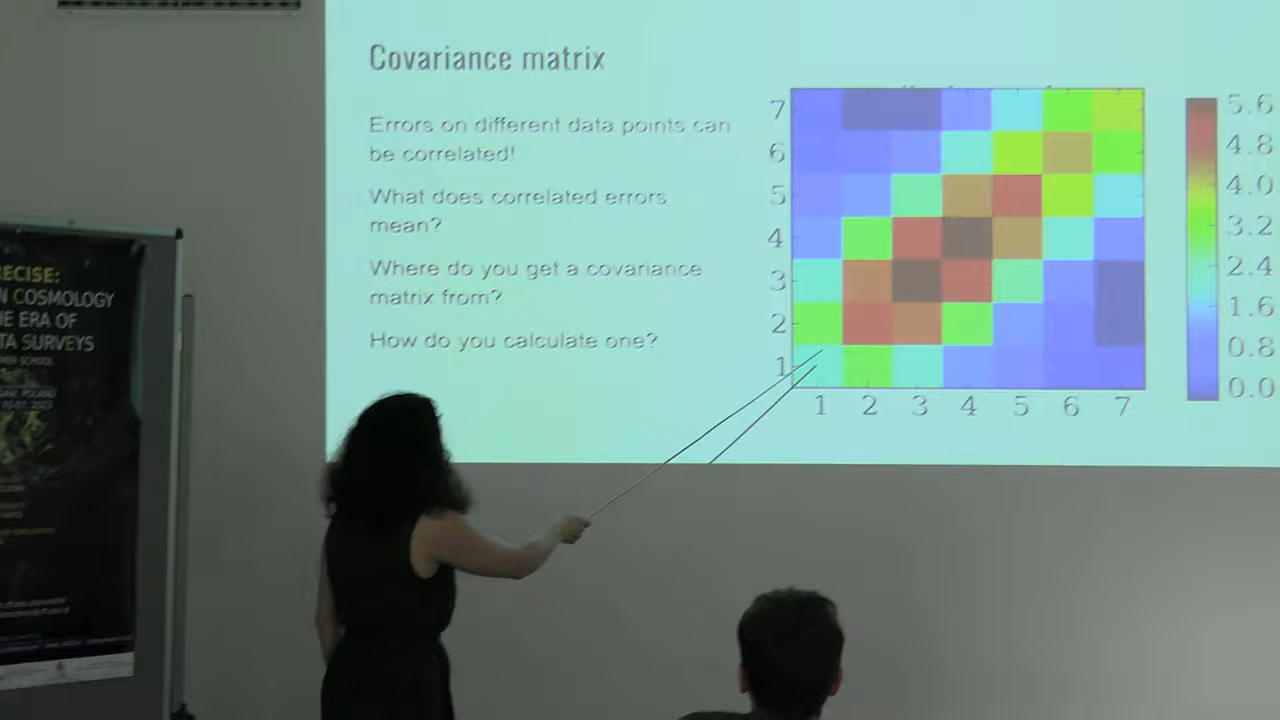 Covariance matrix
Errors on different data points can
be correlated!
What does correlated errors
mean?
Where do you get a covariance
matrix from?
How do you calculate one?
7
6
5
4
3
2
1
1 2 3 4 5 6 7
5.6
4.8
4.0
3.2
2.4
1.6
0.8
0.0
RECISE:
N COSMOLOGY
HE ERA OF
TA SURVEYS